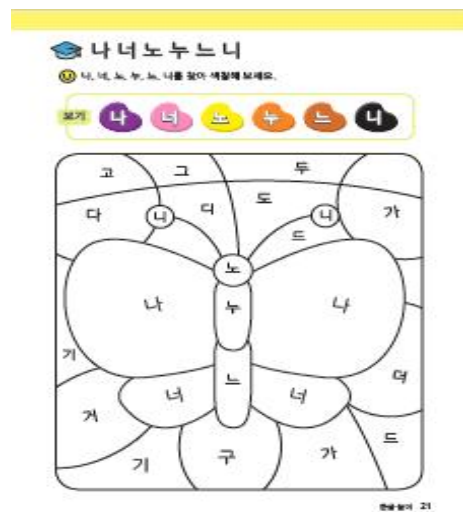 나 너 노 누 느 니
나, 너, 노, 누, 느, 니를 찾아 색칠해 보세요.
보기 나 너 노 누 느 니
고 그 두
다 니 디 도 니 가
드
노
나 누 나
기
느 더
너 너
거 드
기 구 가
한글놀이 21